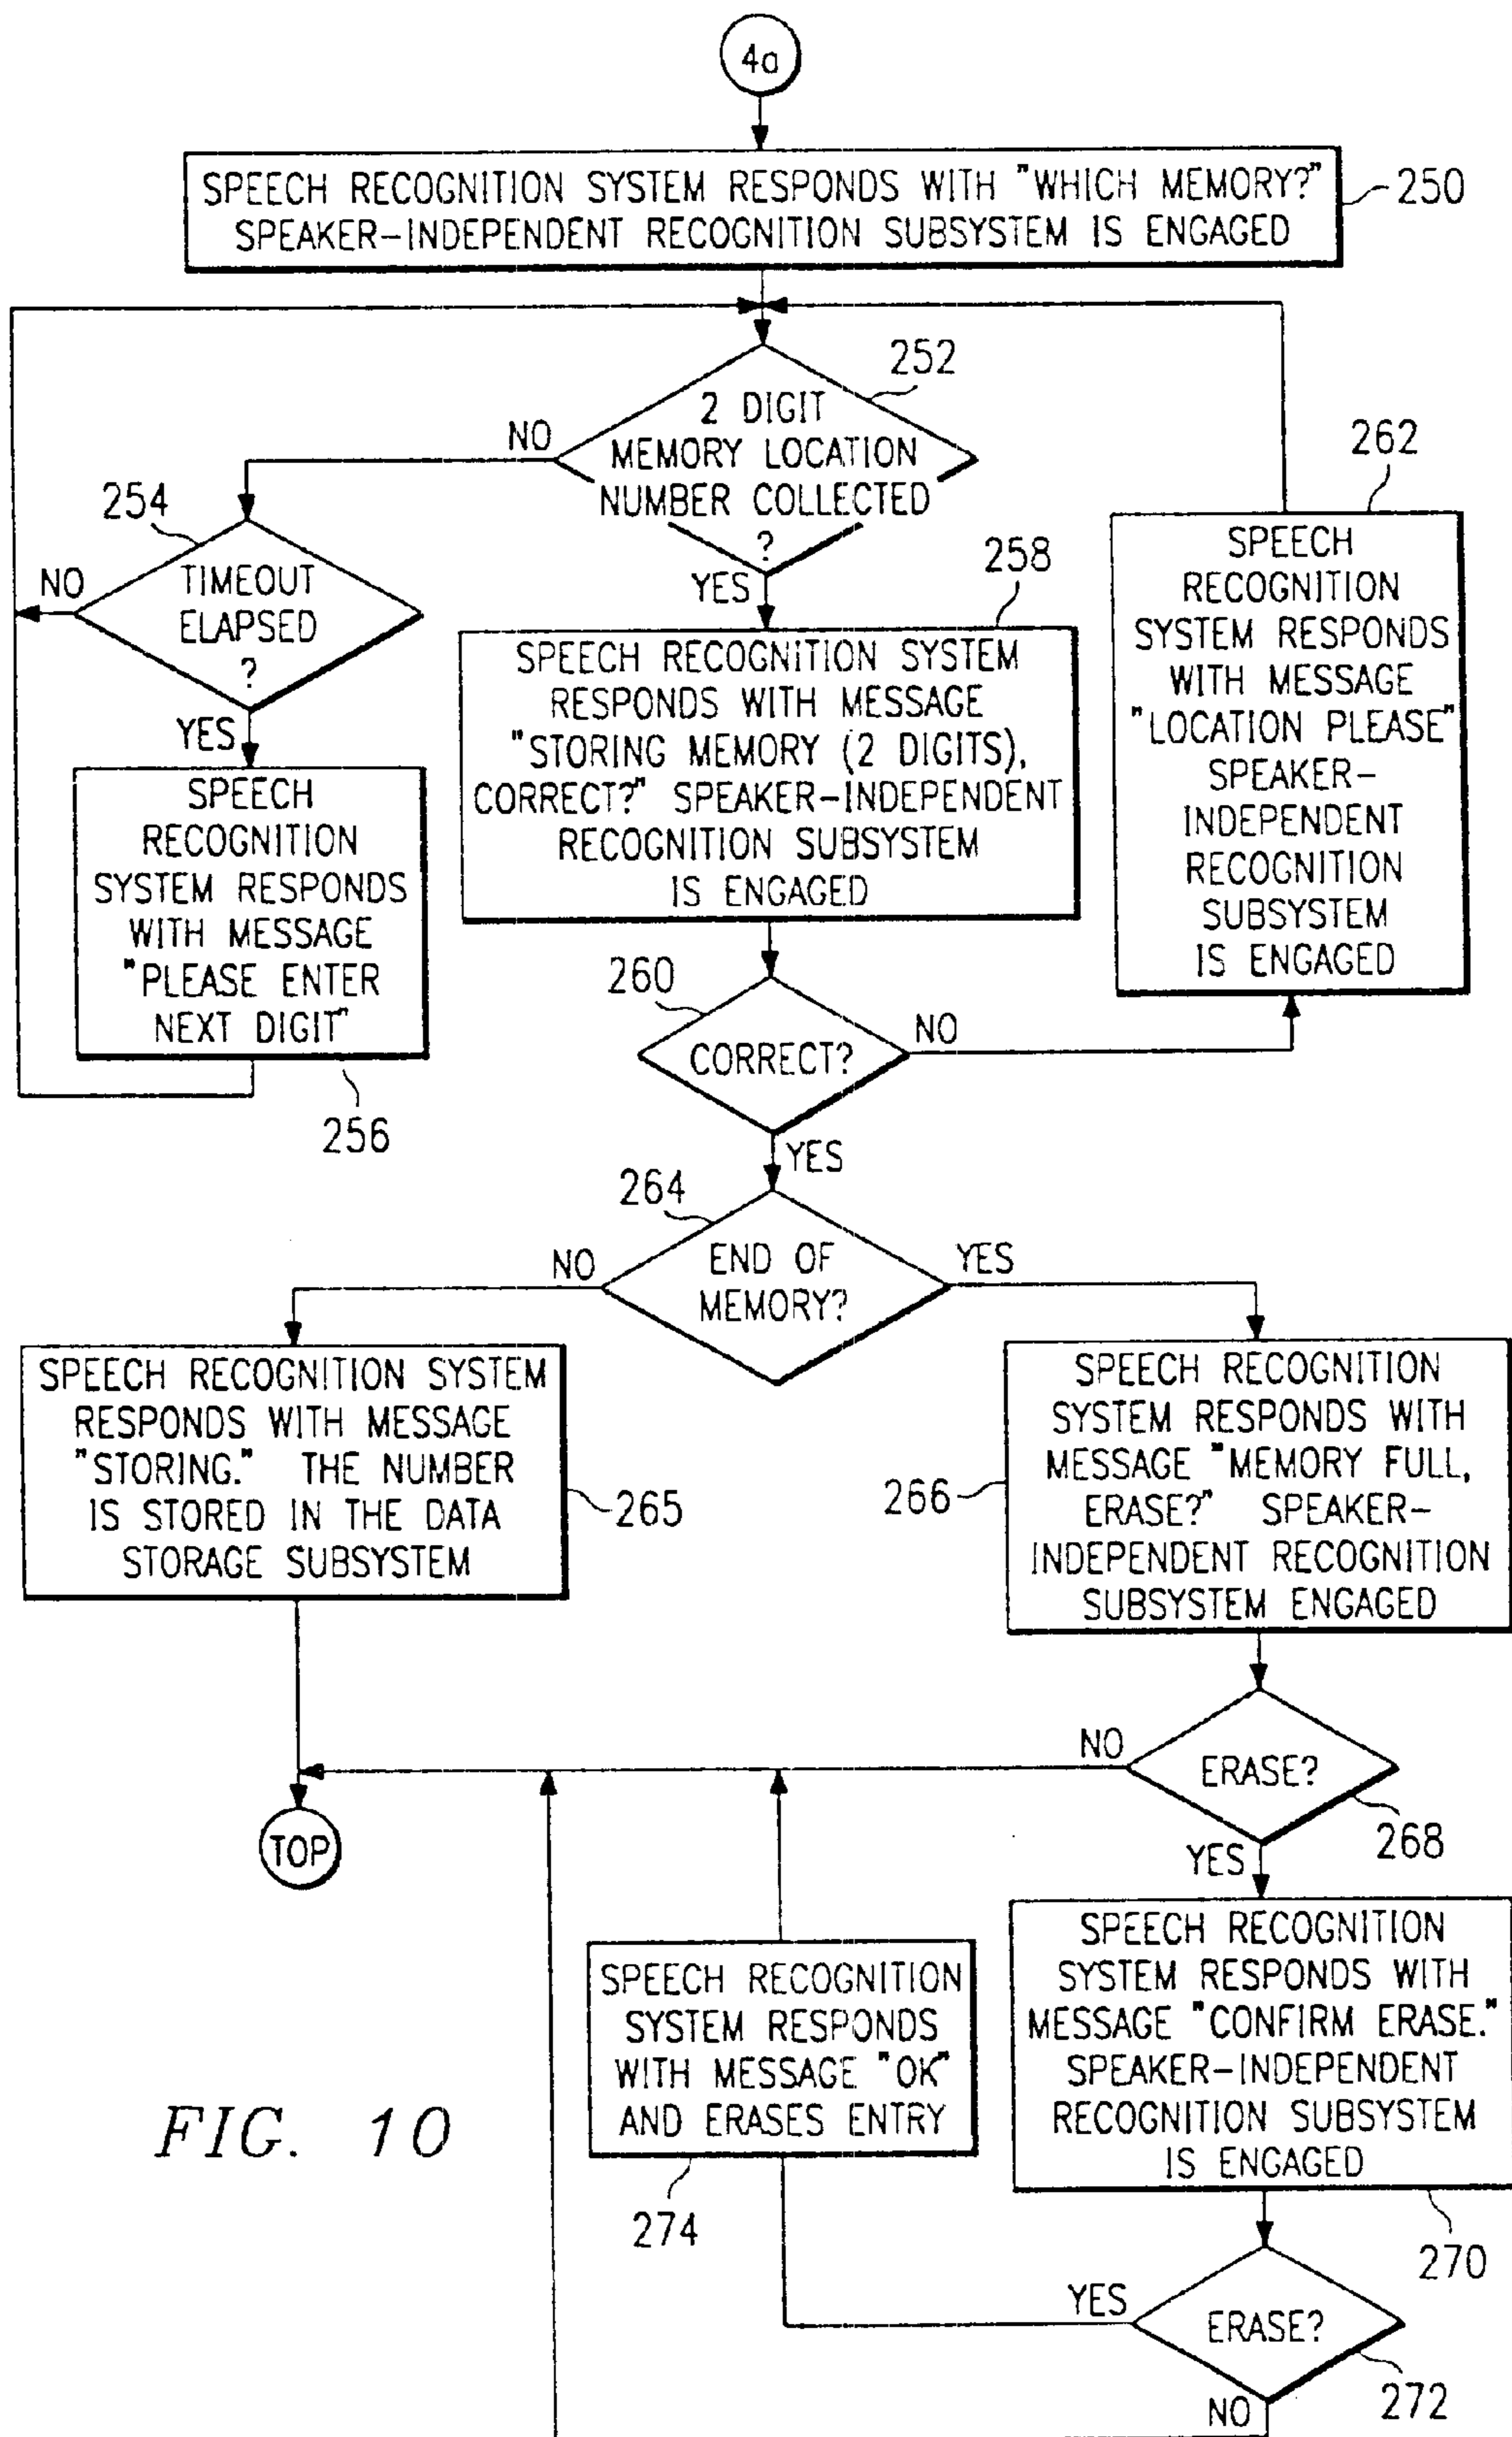 4a
SPEECH RECOGNITION SYSTEM RESPONDS WITH "WHICH MEMORY?"
SPEAKER-INDEPENDENT RECOGNITION SUBSYSTEM IS ENGAGED
250
252
2 DIGIT
MEMORY LOCATION
NUMBER COLLECTED
?
NO
YES
254
TIMEOUT
ELAPSED
?
NO
YES
SPEECH
RECOGNITION
SYSTEM RESPONDS
WITH MESSAGE
"PLEASE ENTER
NEXT DIGIT"
256
258
SPEECH RECOGNITION SYSTEM
RESPONDS WITH MESSAGE
"STORING MEMORY (2 DIGITS),
CORRECT?" SPEAKER-INDEPENDENT
RECOGNITION SUBSYSTEM
IS ENGAGED
262
SPEECH
RECOGNITION
SYSTEM RESPONDS
WITH MESSAGE
"LOCATION PLEASE"
SPEAKER-
INDEPENDENT
RECOGNITION
SUBSYSTEM
IS ENGAGED
260
CORRECT?
NO
YES
264
END OF
MEMORY?
NO
YES
SPEECH RECOGNITION SYSTEM
RESPONDS WITH MESSAGE
"STORING." THE NUMBER
IS STORED IN THE DATA
STORAGE SUBSYSTEM
265
266
SPEECH RECOGNITION
SYSTEM RESPONDS WITH
MESSAGE "MEMORY FULL,
ERASE?" SPEAKER-
INDEPENDENT RECOGNITION
SUBSYSTEM ENGAGED
NO
ERASE?
268
YES
TOP
SPEECH RECOGNITION
SYSTEM RESPONDS
WITH MESSAGE "OK"
AND ERASES ENTRY
274
SPEECH RECOGNITION
SYSTEM RESPONDS WITH
MESSAGE "CONFIRM ERASE."
SPEAKER-INDEPENDENT
RECOGNITION SUBSYSTEM
IS ENGAGED
270
YES
ERASE?
272
NO
FIG. 10